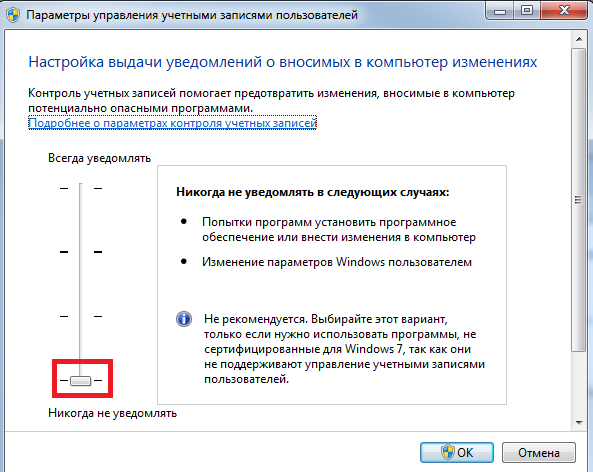 Параметры управления учетными записями пользователей
Настройка выдачи уведомлений о вносимых в компьютер изменениях
Контроль учетных записей помогает предотвратить изменения, вносимые в компьютер
потенциально опасными программами.
Подробнее о параметрах контроля учетных записей
Всегда уведомлять
Никогда не уведомлять в следующих случаях:
Попытки программ установить программное
обеспечение или внести изменения в компьютер
Изменение параметров Windows пользователем
Не рекомендуется. Выбирайте этот вариант,
только если нужно использовать программы, не
сертифицированные для Windows 7, так как они
не поддерживают управление учетными записями
пользователей.
Никогда не уведомлять
OK
Отмена